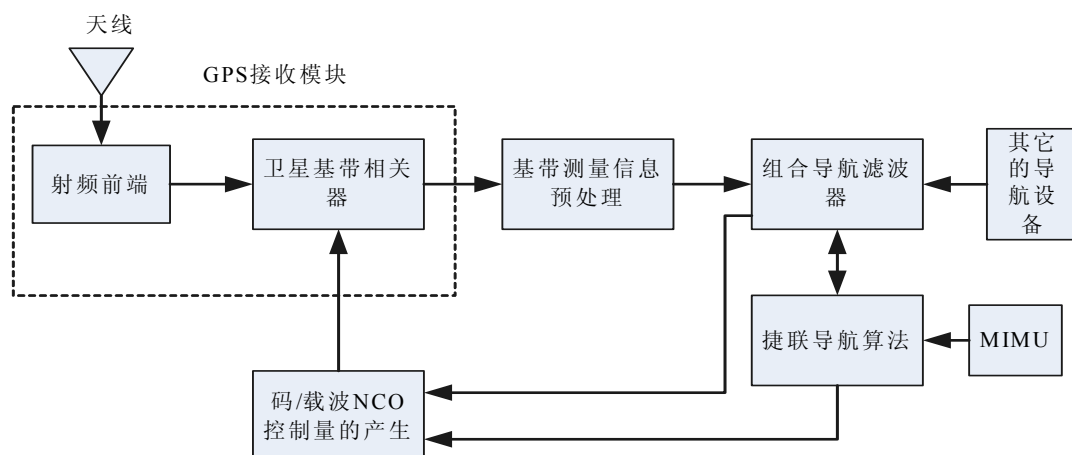 天线
GPS接收模块
射频前端
卫星基带相关
器
基带测量信息
预处理
组合导航滤波
器
其它
的导
航设
备
捷联导航算法
MIMU
码/载波NCO
控制量的产生